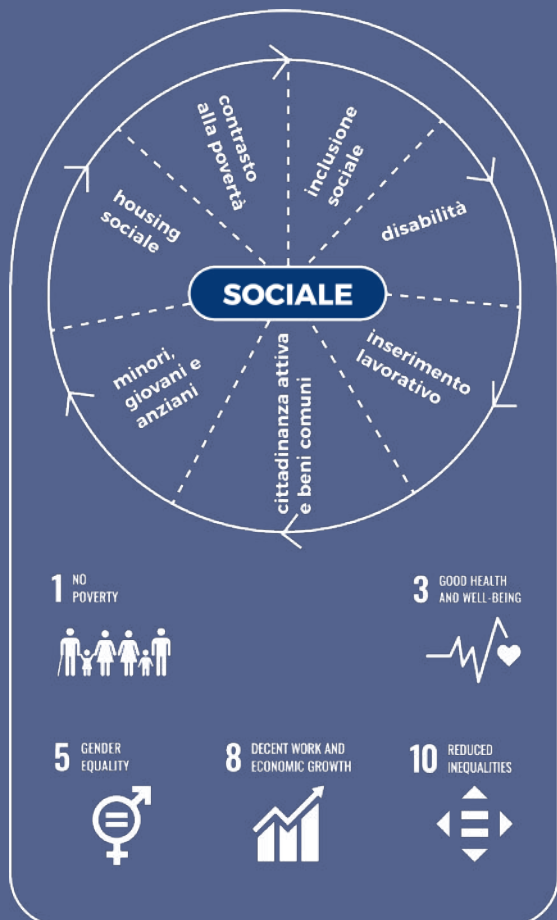 contrasto
alla povertà
inclusione
sociale
disabilità
inserimento
lavorativo
cittadinanza attiva
e beni comuni
minori,
giovani e
anziani
housing
sociale
SOCIALE
1 NO
POVERTY
3 GOOD HEALTH
AND WELL-BEING
5 GENDER
EQUALITY
8 DECENT WORK AND
ECONOMIC GROWTH
10 REDUCED
INEQUALITIES